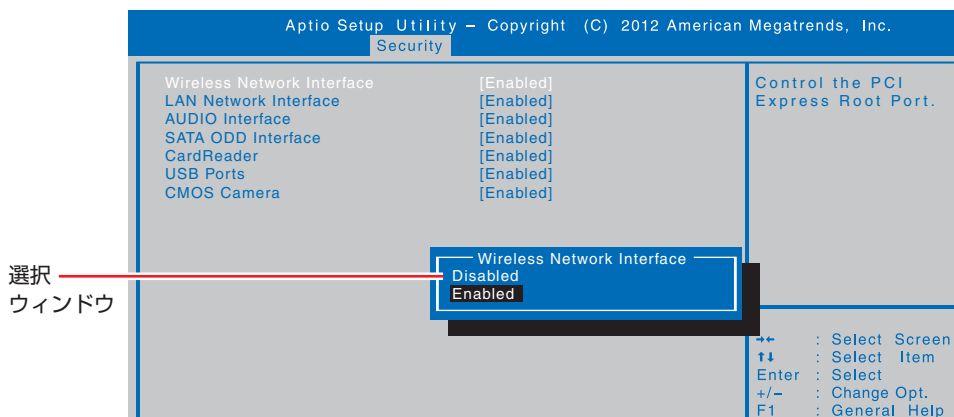 Aptio Setup Utility – Copyright (C) 2012 American Megatrends, Inc.
Security
Wireless Network Interface [Enabled]
LAN Network Interface [Enabled]
AUDIO Interface [Enabled]
SATA ODD Interface [Enabled]
CardReader [Enabled]
USB Ports [Enabled]
CMOS Camera [Enabled]
Control the PCI
Express Root Port.
選択
ウィンドウ
Wireless Network Interface
Disabled
Enabled
→← : Select Screen
↑↓ : Select Item
Enter : Select
+/– : Change Opt.
F1 : General Help